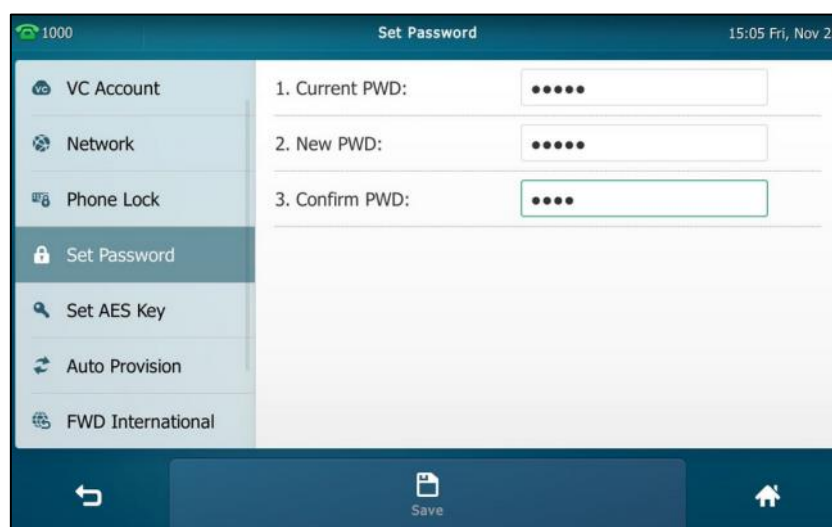 1000 Set Password 15:05 Fri, Nov 2
VC Account
Network
Phone Lock
Set Password
Set AES Key
Auto Provision
FWD International
1. Current PWD: •••••
2. New PWD: •••••
3. Confirm PWD: ••••
Save